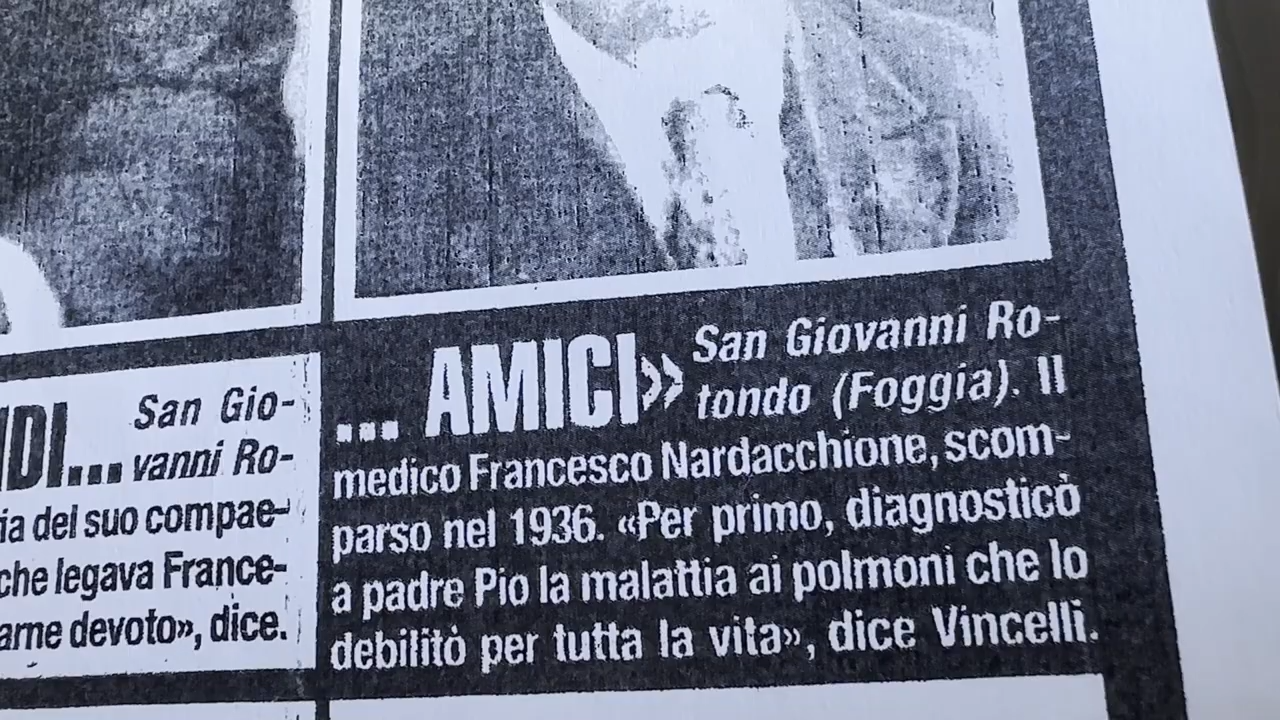 DI... San Gio-
vanni Ro-
ia del suo compae-
che legava France-
ame devoto», dice.
... AMICI» San Giovanni Ro-
tondo (Foggia). Il
medico Francesco Nardacchione, scom-
parso nel 1936. «Per primo, diagnosticò
a padre Pio la malattia ai polmoni che lo
debilitò per tutta la vita», dice Vincelli.